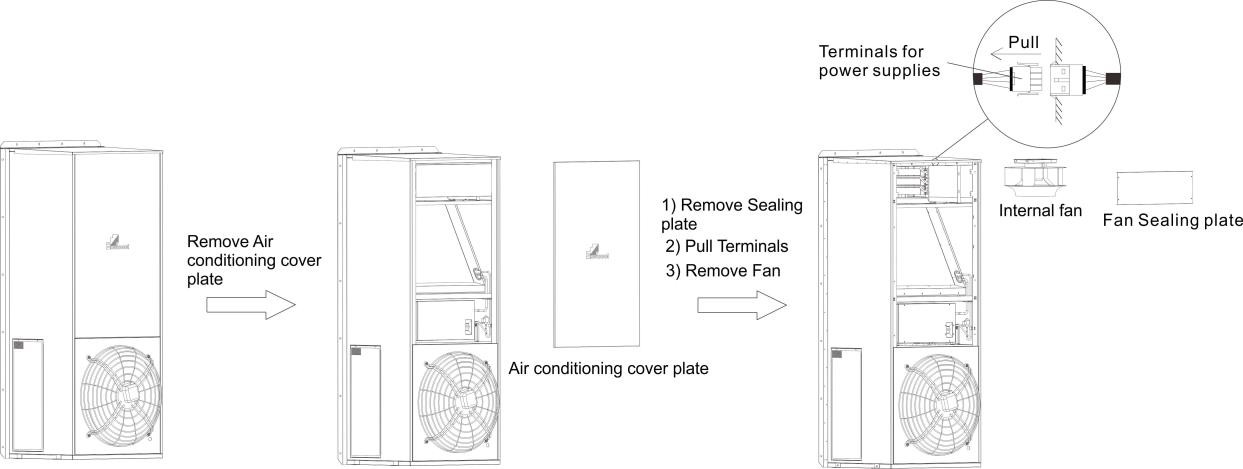 Remove Air
conditioning cover
plate
Air conditioning cover plate
1) Remove Sealing
plate
2) Pull Terminals
3) Remove Fan
Terminals for
power supplies
Pull
Internal fan
Fan Sealing plate